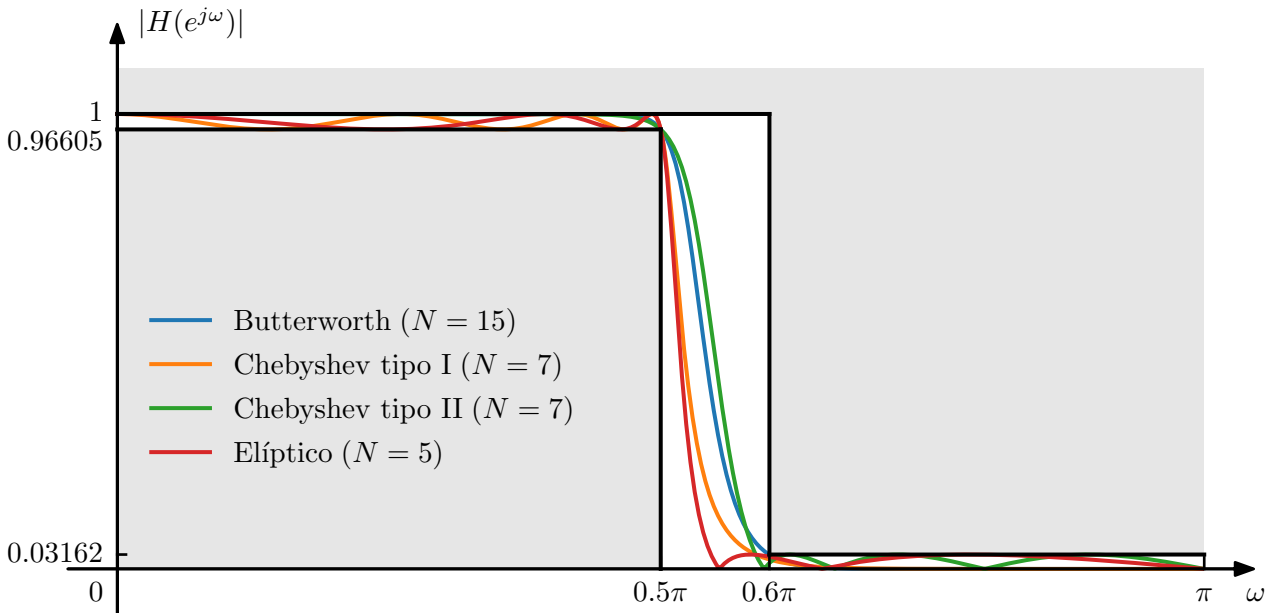 |H(e^{jω})|
1
0.96605
Butterworth (N = 15)
Chebyshev tipo I (N = 7)
Chebyshev tipo II (N = 7)
Elíptico (N = 5)
0.03162
0 0.5π 0.6π π ω